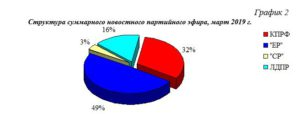 График 2
Структура суммарного новостного партийного эфира, март 2019 г.
16%
3%
32%
49%
КПРФ
"ЕР"
"СР"
ЛДПР